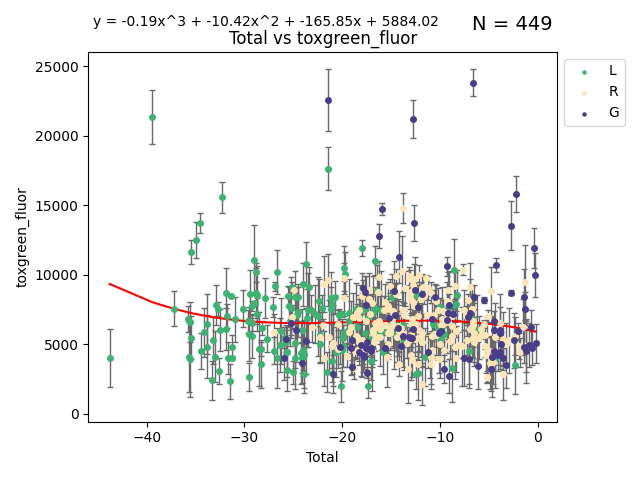 y = -0.19x^3 + -10.42x^2 + -165.85x + 5884.02
N = 449
Total vs toxgreen_fluor
25000
20000
15000
10000
5000
0
toxgreen_fluor
−40
−30
−20
−10
0
Total
L
R
G